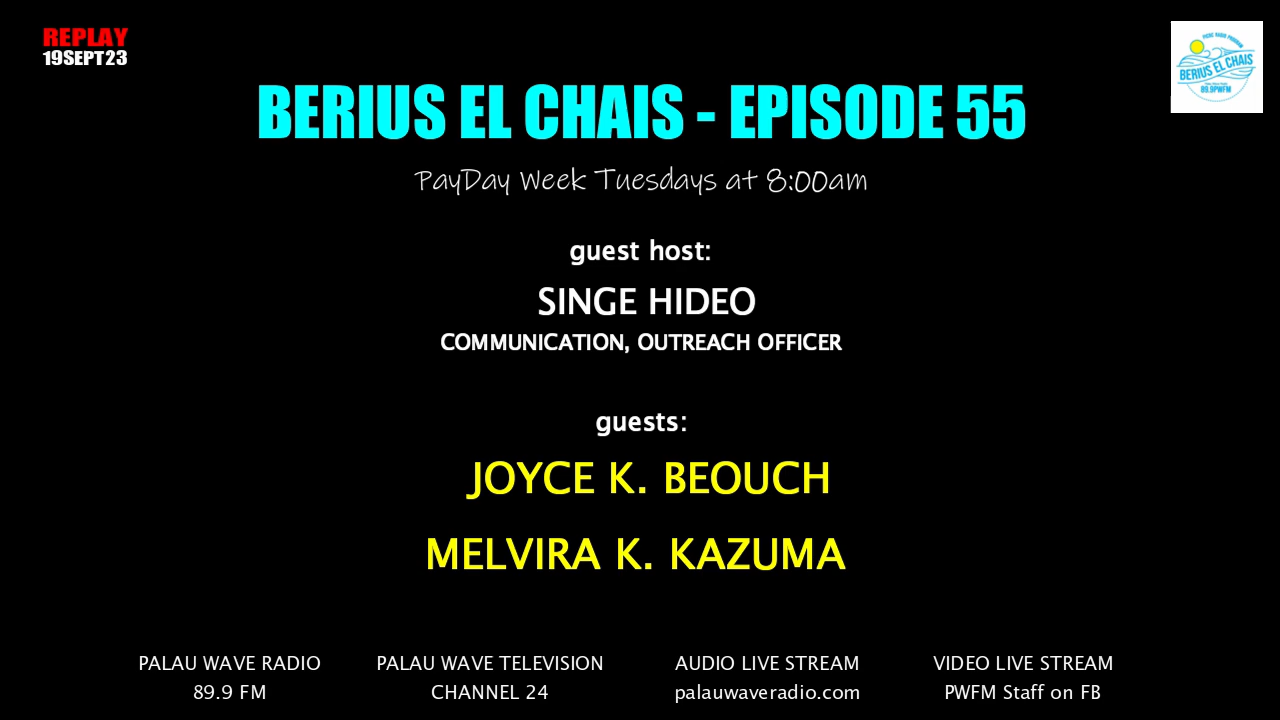 REPLAY
19SEPT23
BERIUS EL CHAIS
89.9PWFM
BERIUS EL CHAIS - EPISODE 55
PayDay Week Tuesdays at 8:00am
guest host:
SINGE HIDEO
COMMUNICATION, OUTREACH OFFICER
guests:
JOYCE K. BEOUCH
MELVIRA K. KAZUMA
PALAU WAVE RADIO
89.9 FM
PALAU WAVE TELEVISION
CHANNEL 24
AUDIO LIVE STREAM
palauwaveradio.com
VIDEO LIVE STREAM
PWFM Staff on FB